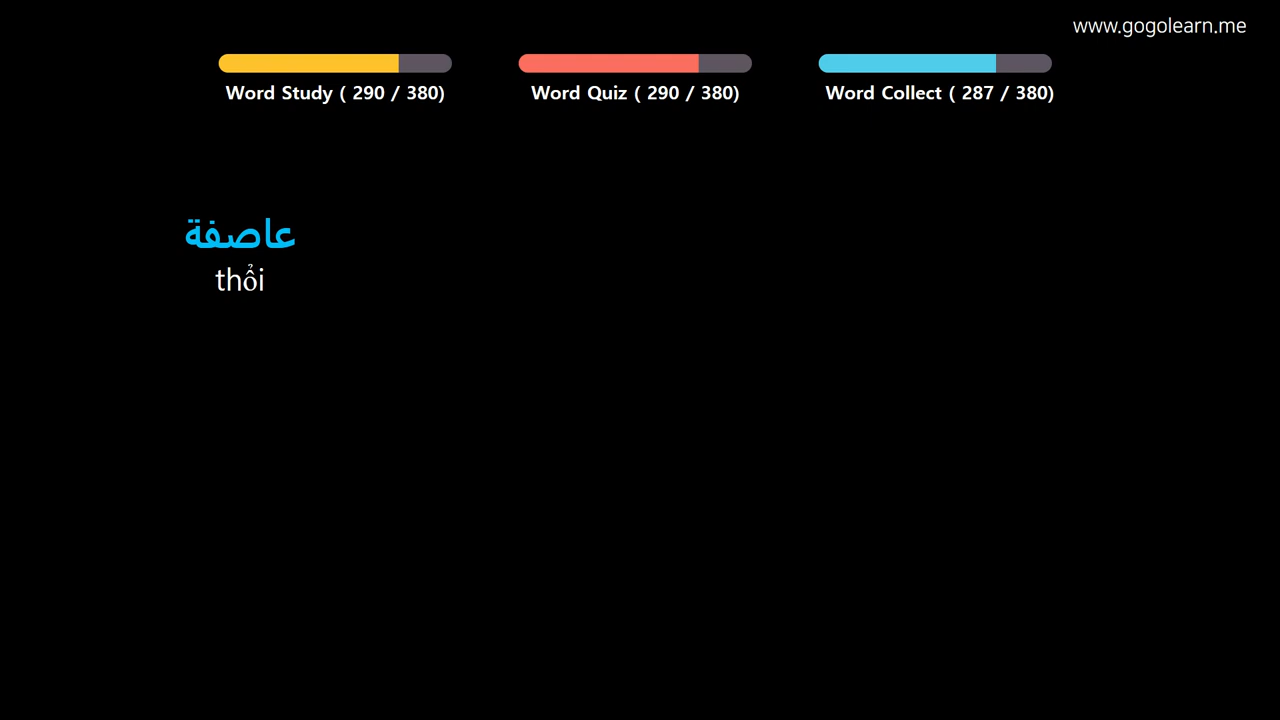 www.gogolearn.me
Word Study ( 290 / 380)
Word Quiz ( 290 / 380)
Word Collect ( 287 / 380)
عاصفة
thổi